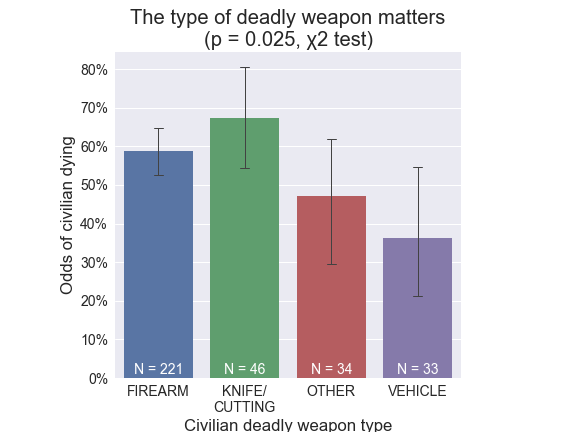 The type of deadly weapon matters
(p = 0.025, χ2 test)
Odds of civilian dying
80%
70%
60%
50%
40%
30%
20%
10%
0%
N = 221
N = 46
N = 34
N = 33
FIREARM
KNIFE/
CUTTING
OTHER
VEHICLE
Civilian deadly weapon type